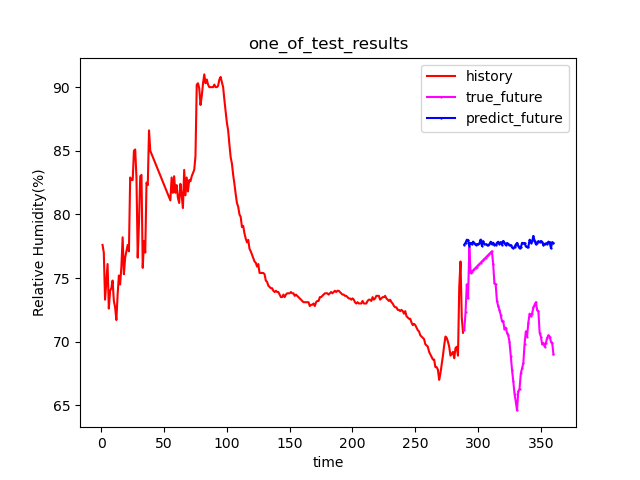 one_of_test_results
history
true_future
predict_future
Relative Humidity(%)
90
85
80
75
70
65
0 50 100 150 200 250 300 350
time